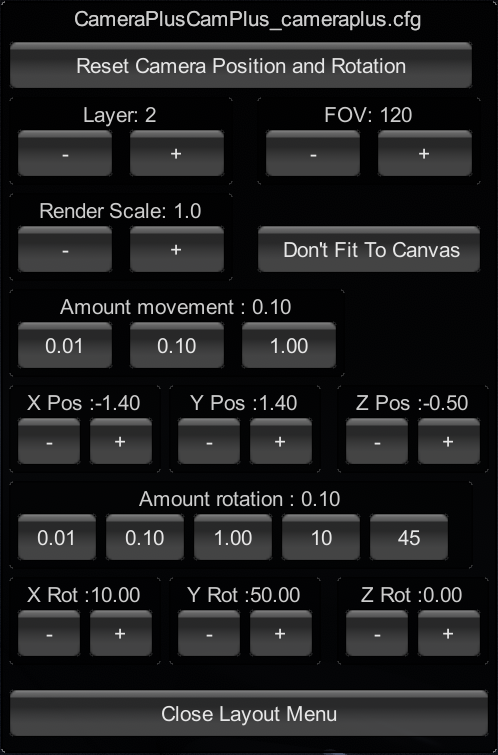 CameraPlusCamPlus_cameraplus.cfg
Reset Camera Position and Rotation
Layer: 2
- +
FOV: 120
- +
Render Scale: 1.0
- +
Don't Fit To Canvas
Amount movement : 0.10
0.01 0.10 1.00
X Pos :-1.40 Y Pos :1.40 Z Pos :-0.50
- + - + - +
Amount rotation : 0.10
0.01 0.10 1.00 10 45
X Rot :10.00 Y Rot :50.00 Z Rot :0.00
- + - + - +
Close Layout Menu